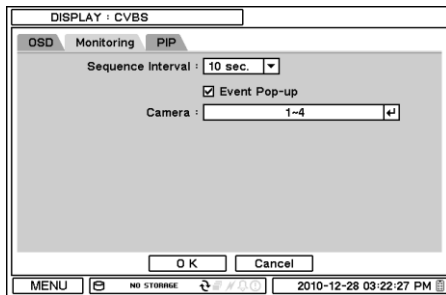 DISPLAY : CVBS
OSD Monitoring PIP
Sequence Interval : 10 sec.
Event Pop-up
Camera : 1~4
OK Cancel
MENU NO STORAGE 2010-12-28 03:22:27 PM